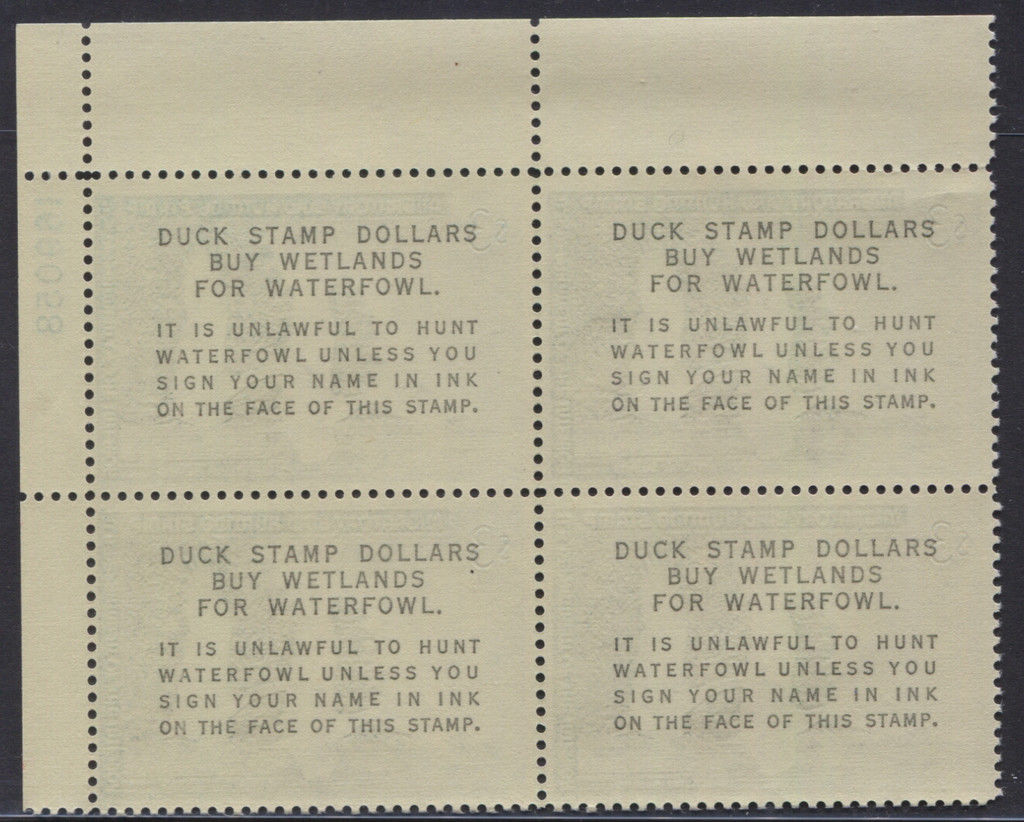 DUCK STAMP DOLLARS
BUY WETLANDS
FOR WATERFOWL.
IT IS UNLAWFUL TO HUNT
WATERFOWL UNLESS YOU
SIGN YOUR NAME IN INK
ON THE FACE OF THIS STAMP.
DUCK STAMP DOLLARS
BUY WETLANDS
FOR WATERFOWL.
IT IS UNLAWFUL TO HUNT
WATERFOWL UNLESS YOU
SIGN YOUR NAME IN INK
ON THE FACE OF THIS STAMP.
DUCK STAMP DOLLARS
BUY WETLANDS
FOR WATERFOWL.
IT IS UNLAWFUL TO HUNT
WATERFOWL UNLESS YOU
SIGN YOUR NAME IN INK
ON THE FACE OF THIS STAMP.
DUCK STAMP DOLLARS
BUY WETLANDS
FOR WATERFOWL.
IT IS UNLAWFUL TO HUNT
WATERFOWL UNLESS YOU
SIGN YOUR NAME IN INK
ON THE FACE OF THIS STAMP.